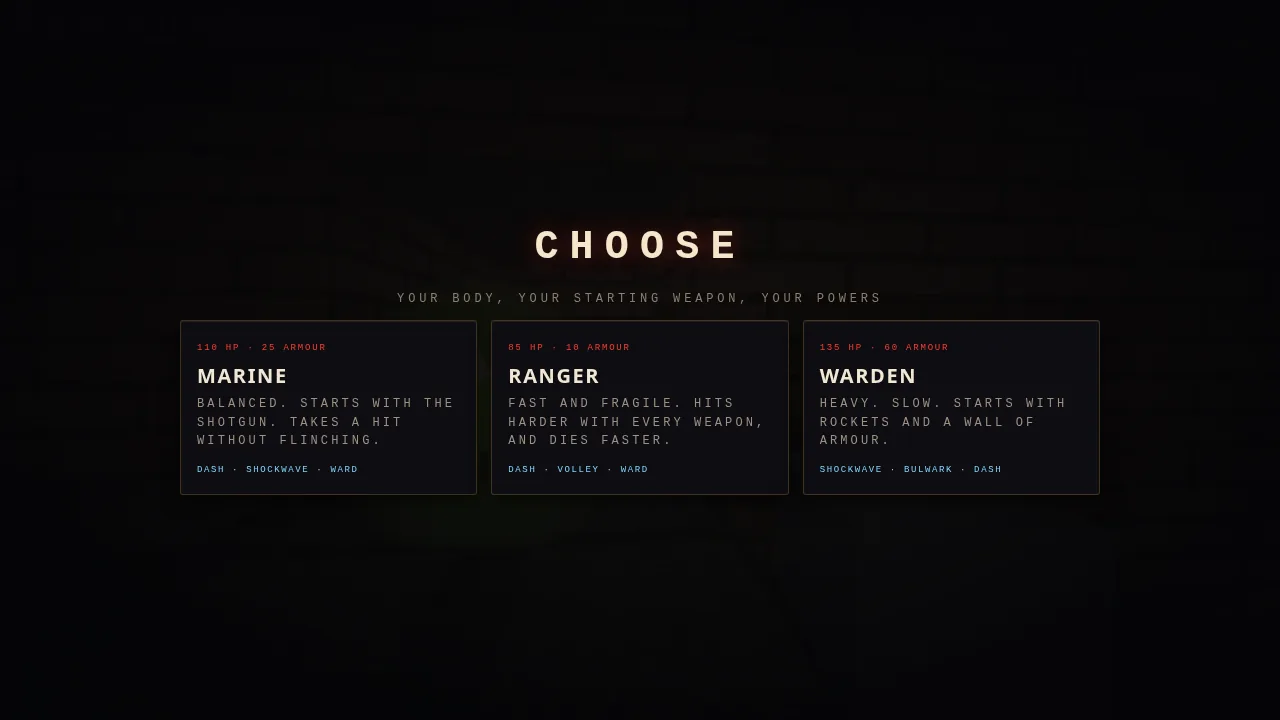 CHOOSE
YOUR BODY, YOUR STARTING WEAPON, YOUR POWERS
110 HP · 25 ARMOUR
MARINE
BALANCED. STARTS WITH THE
SHOTGUN. TAKES A HIT
WITHOUT FLINCHING.
DASH · SHOCKWAVE · WARD
85 HP · 10 ARMOUR
RANGER
FAST AND FRAGILE. HITS
HARDER WITH EVERY WEAPON,
AND DIES FASTER.
DASH · VOLLEY · WARD
135 HP · 60 ARMOUR
WARDEN
HEAVY. SLOW. STARTS WITH
ROCKETS AND A WALL OF
ARMOUR.
SHOCKWAVE · BULWARK · DASH